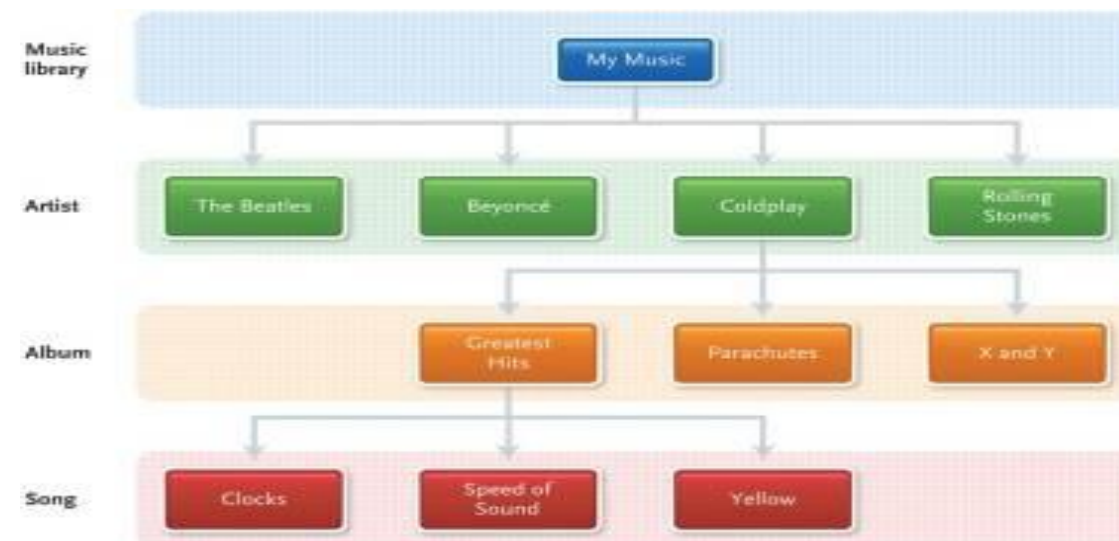 Music
library
My Music
Artist
The Beatles
Beyoncé
Coldplay
Rolling
Stones
Album
Greatest
Hits
Parachutes
X and Y
Song
Clocks
Speed of
Sound
Yellow